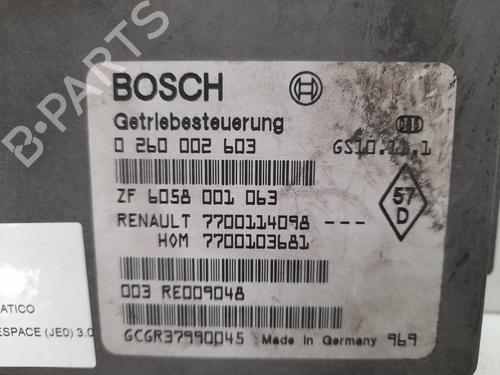 BOSCH
Getriebesteuerung
0 260 002 603 GS10.11.1
ZF 6058 001 063
57
D
RENAULT 7700114098 ---
HOM 7700103681
003 RE009048
GCGR37990045 Made in Germany 969
ATICO
ESPACE (JE0) 3.0
B-PARTS